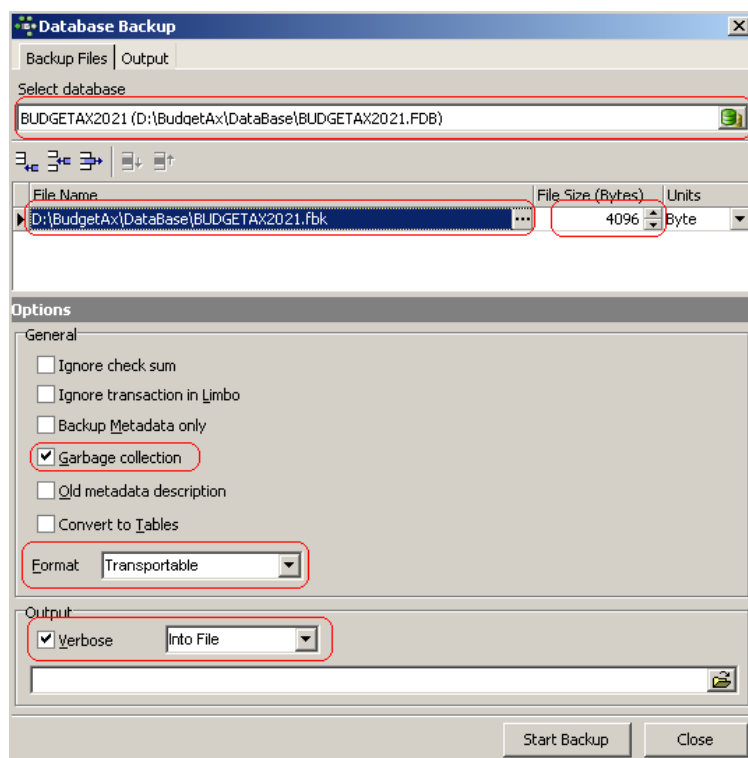 Database Backup
Backup Files Output
Select database
BUDGETAX2021 (D:\BudgetAx\DataBase\BUDGETAX2021.FDB)
File Name File Size (Bytes) Units
D:\BudgetAx\DataBase\BUDGETAX2021.fbk ... 4096 Byte
Options
General
Ignore check sum
Ignore transaction in Limbo
Backup Metadata only
Garbage collection
Old metadata description
Convert to Tables
Format Transportable
Output
Verbose Into File
Start Backup Close